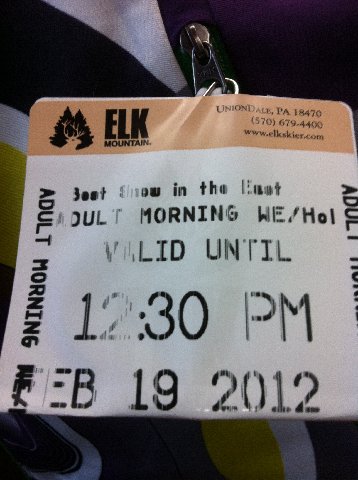 ELK
MOUNTAIN.
UNIONDALE, PA 18470
(570) 679-4400
www.elkskier.com
Best Snow in the East
ADULT MORNING WE/Hol
VALID UNTIL
12:30 PM
FEB 19 2012
ADULT MORNING WE/
ADULT MORNING